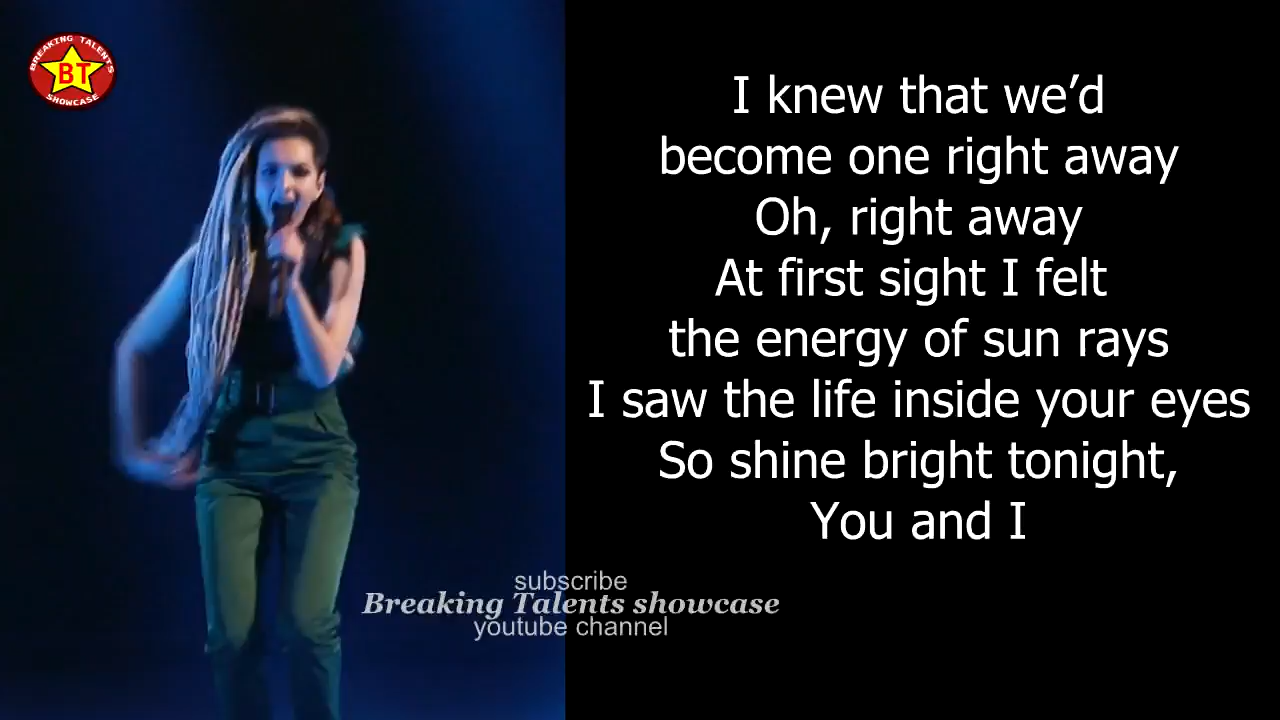 BREAKING TALENTS
BT
SHOWCASE
I knew that we’d
become one right away
Oh, right away
At first sight I felt
the energy of sun rays
I saw the life inside your eyes
So shine bright tonight,
You and I
subscribe
Breaking Talents showcase
youtube channel